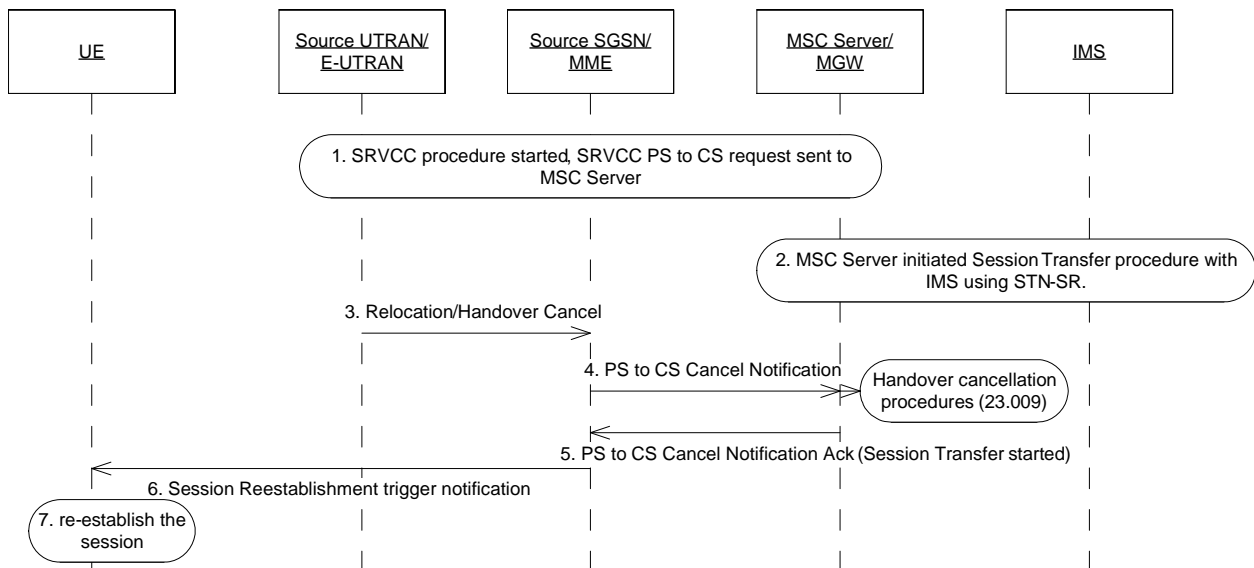 UE
Source UTRAN/
E-UTRAN
Source SGSN/
MME
MSC Server/
MGW
IMS
1. SRVCC procedure started, SRVCC PS to CS request sent to
MSC Server
2. MSC Server initiated Session Transfer procedure with
IMS using STN-SR.
3. Relocation/Handover Cancel
4. PS to CS Cancel Notification
Handover cancellation
procedures (23.009)
5. PS to CS Cancel Notification Ack (Session Transfer started)
6. Session Reestablishment trigger notification
7. re-establish the
session